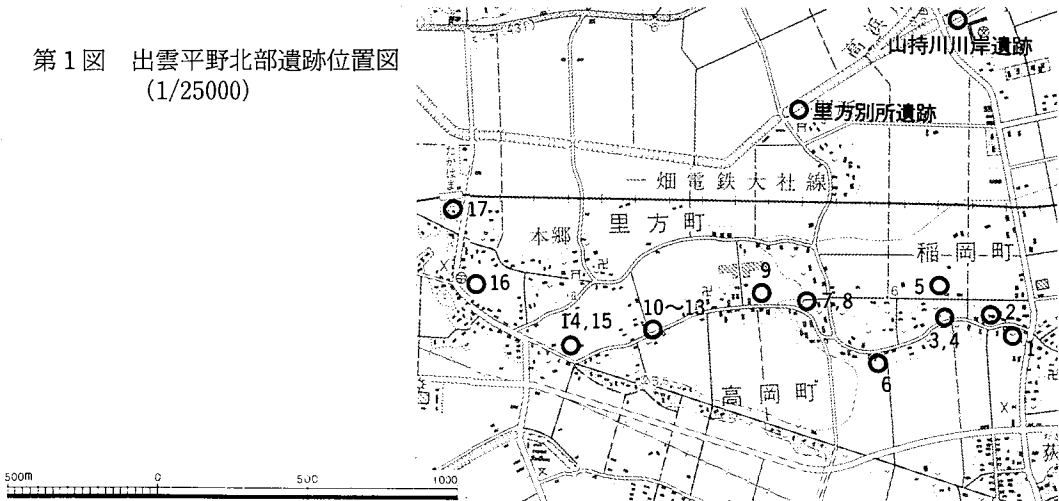 第1図 出雲平野北部遺跡位置図
(1/25000)
高浜
山持川川岸遺跡
里方別所遺跡
一畑電鉄大社線
17
里方町
本郷
稲岡町
16
9
5
7,8
6
2
10〜13
3,4
1
14,15
6
高岡町
500m 0 500 1000